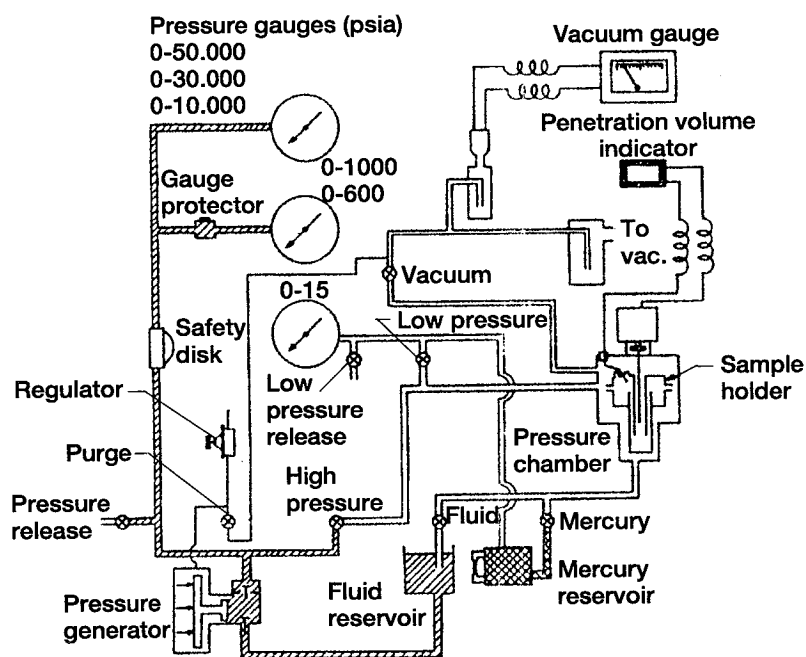 Pressure gauges (psia)
0-50.000
0-30.000
0-10.000
Vacuum gauge
Penetration volume
indicator
0-1000
0-600
Gauge
protector
To
vac.
Vacuum
0-15
Low pressure
Safety
disk
Low
pressure
release
Sample
holder
Regulator
Pressure
chamber
Purge
High
pressure
Pressure
release
Fluid
Mercury
Fluid
reservoir
Mercury
reservoir
Pressure
generator